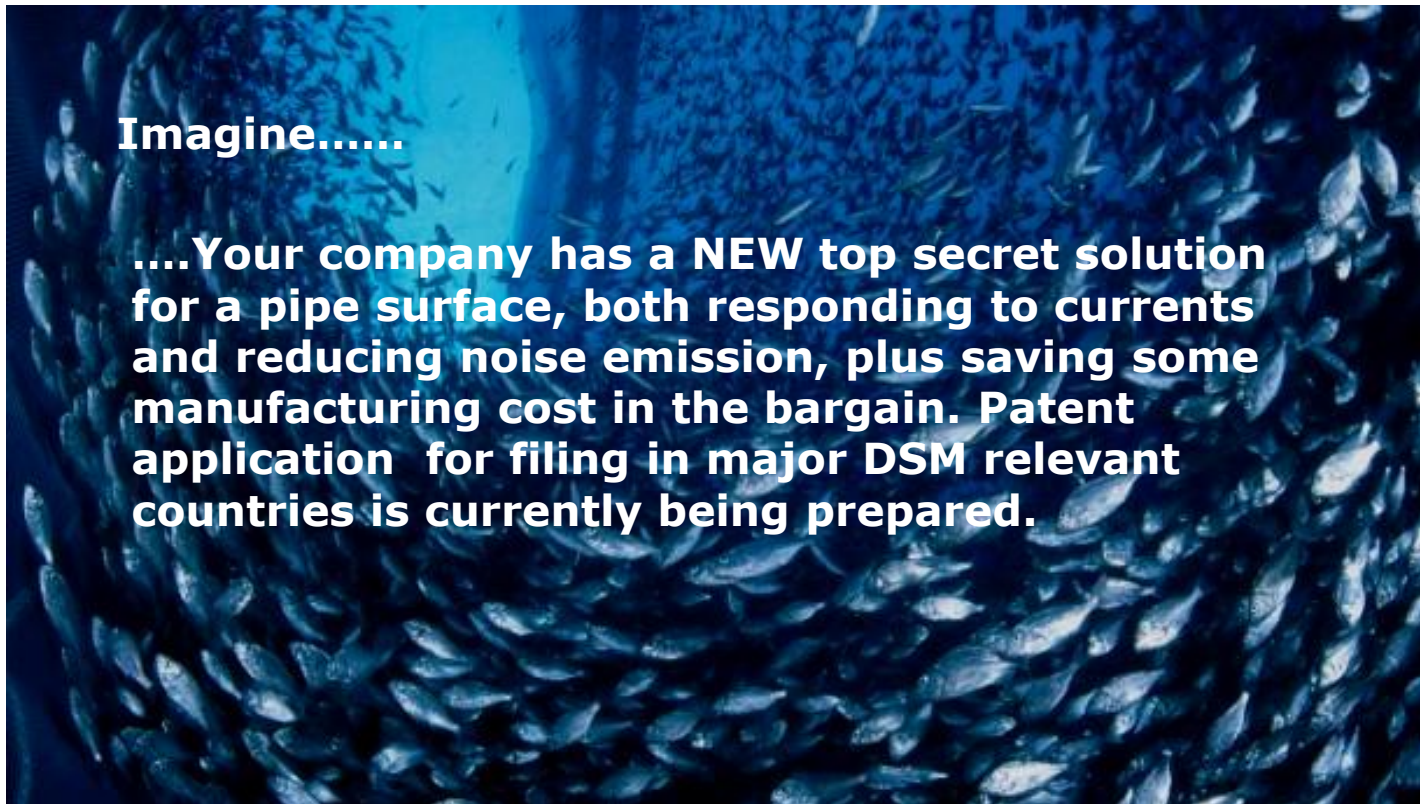 Imagine......
....Your company has a NEW top secret solution
for a pipe surface, both responding to currents
and reducing noise emission, plus saving some
manufacturing cost in the bargain. Patent
application  for filing in major DSM relevant
countries is currently being prepared.